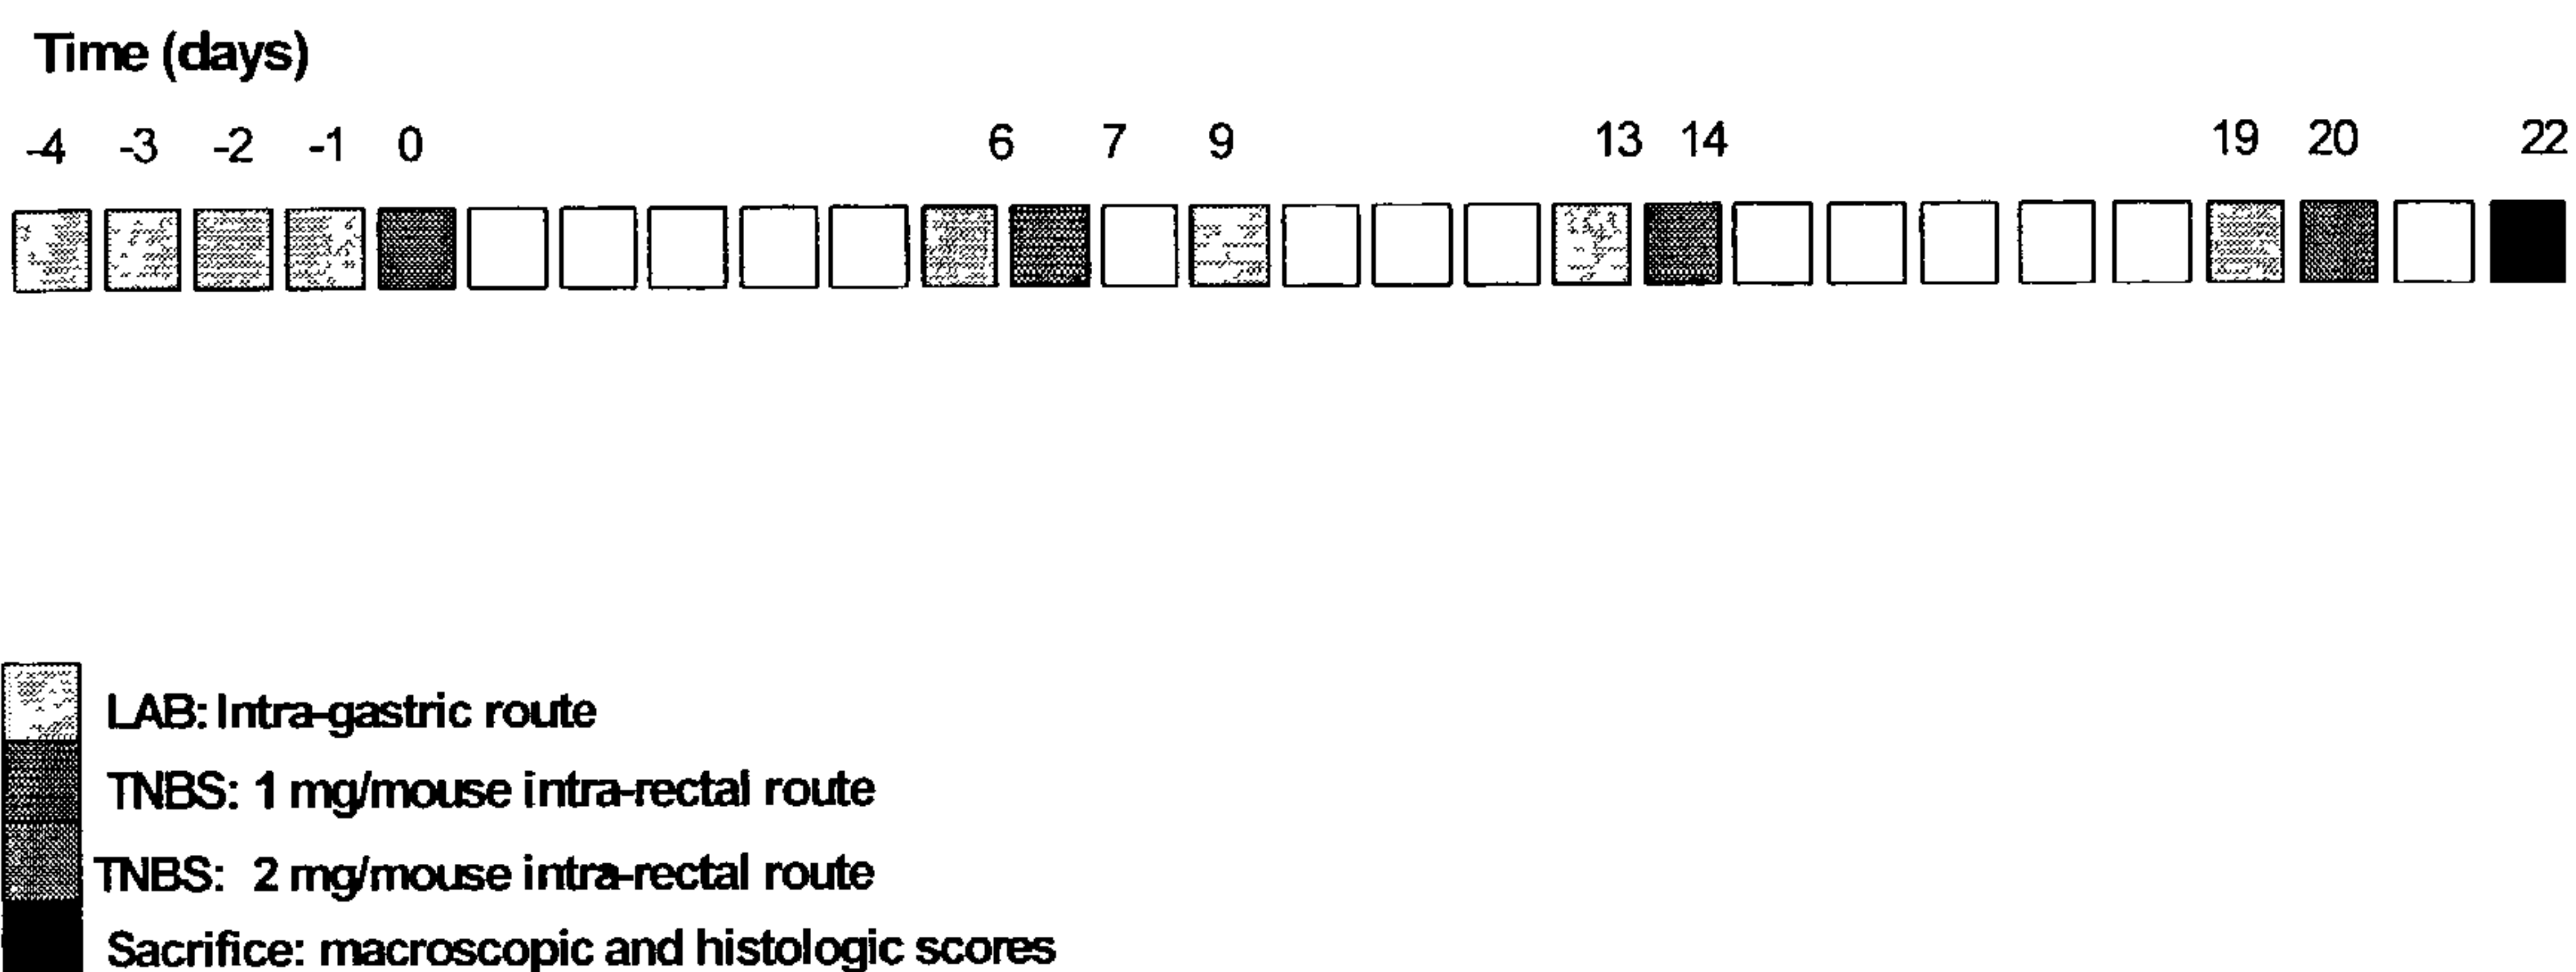 Time (days)
-4 -3 -2 -1 0 6 7 9 13 14 19 20 22
LAB: Intra-gastric route
TNBS: 1 mg/mouse intra-rectal route
TNBS: 2 mg/mouse intra-rectal route
Sacrifice: macroscopic and histologic scores